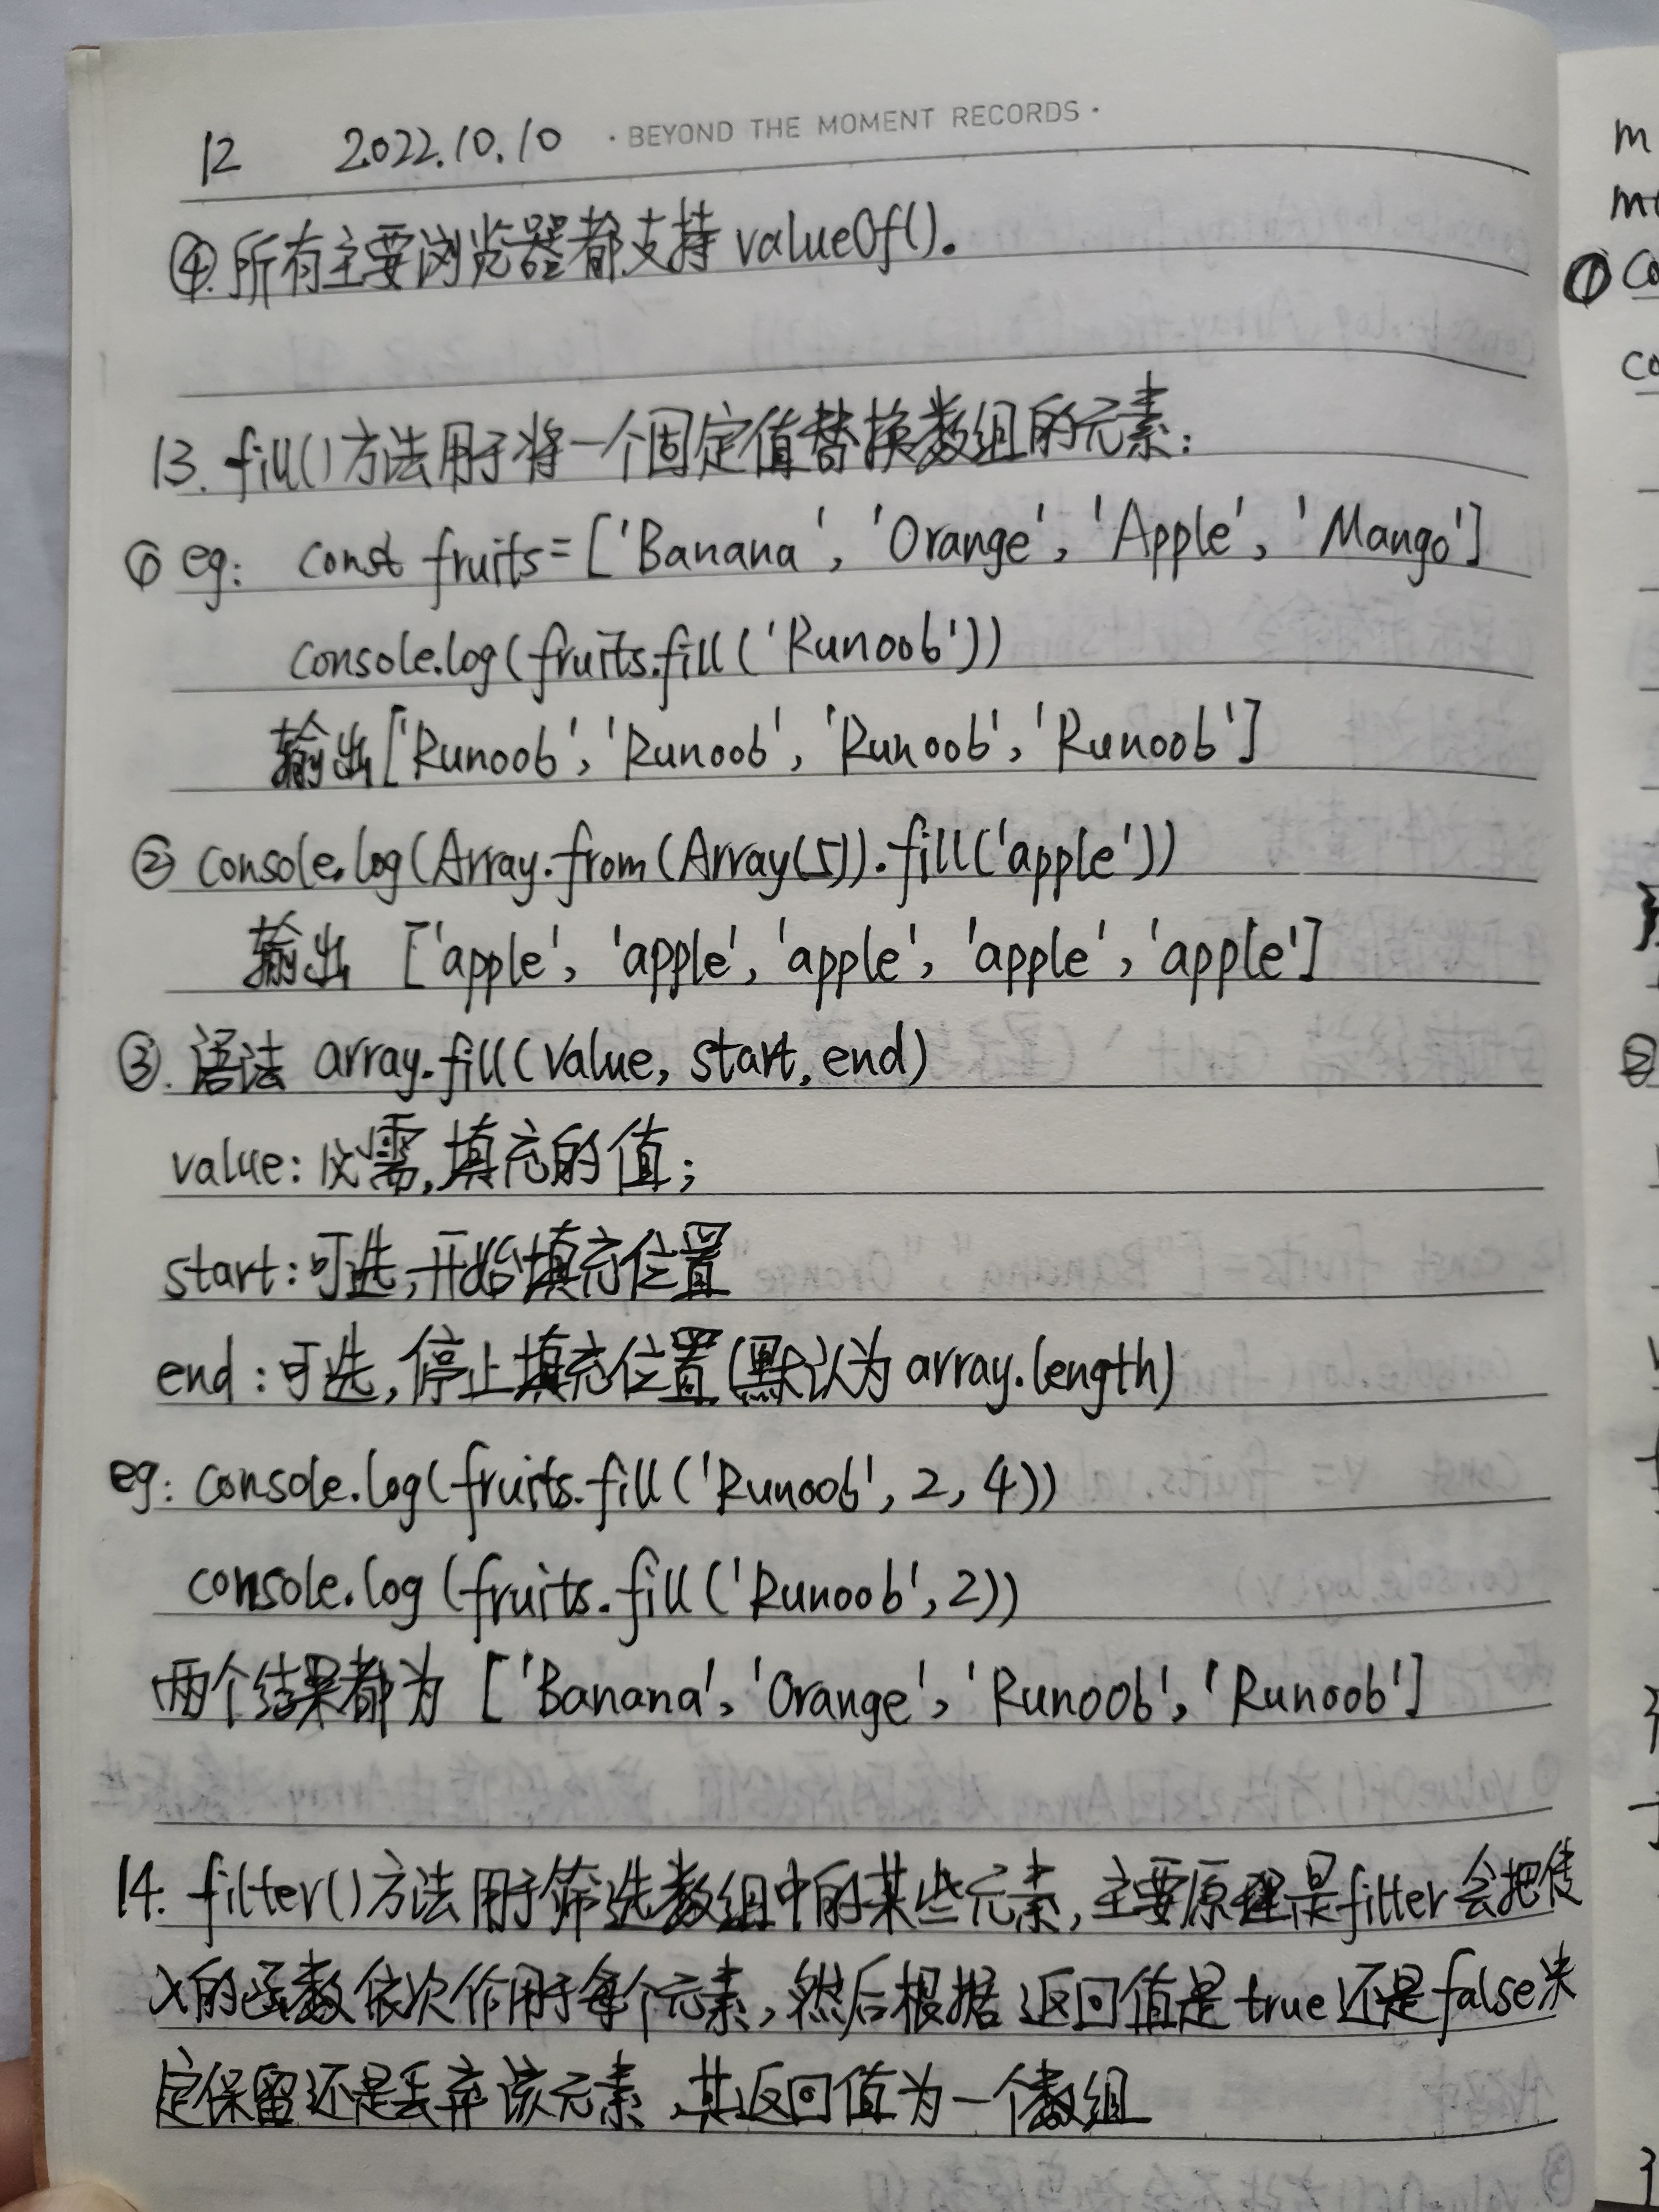 12 2022.10.10 · BEYOND THE MOMENT RECORDS ·
④.所有主要浏览器都支持 valueOf().
13. fill()方法用于将一个固定值替换数组的元素:
① eg: const fruits=['Banana', 'Orange', 'Apple', 'Mango']
console.log(fruits.fill('Runoob'))
输出['Runoob', 'Runoob', 'Runoob', 'Runoob']
② console.log(Array.from(Array(5)).fill('apple'))
输出 ['apple', 'apple', 'apple', 'apple', 'apple']
③. 语法 array.fill(value, start, end)
value: 必需,填充的值;
start:可选,开始填充位置
end:可选,停止填充位置(默认为array.length)
eg: console.log(fruits.fill('Runoob', 2, 4))
console.log(fruits.fill('Runoob', 2))
两个结果都为 ['Banana', 'Orange', 'Runoob', 'Runoob']
14. filter()方法用于筛选数组中的某些元素,主要原理是filter会把传
入的函数依次作用于每个元素,然后根据返回值是true还是false决
定保留还是丢弃该元素,其返回值为一个数组
①
②